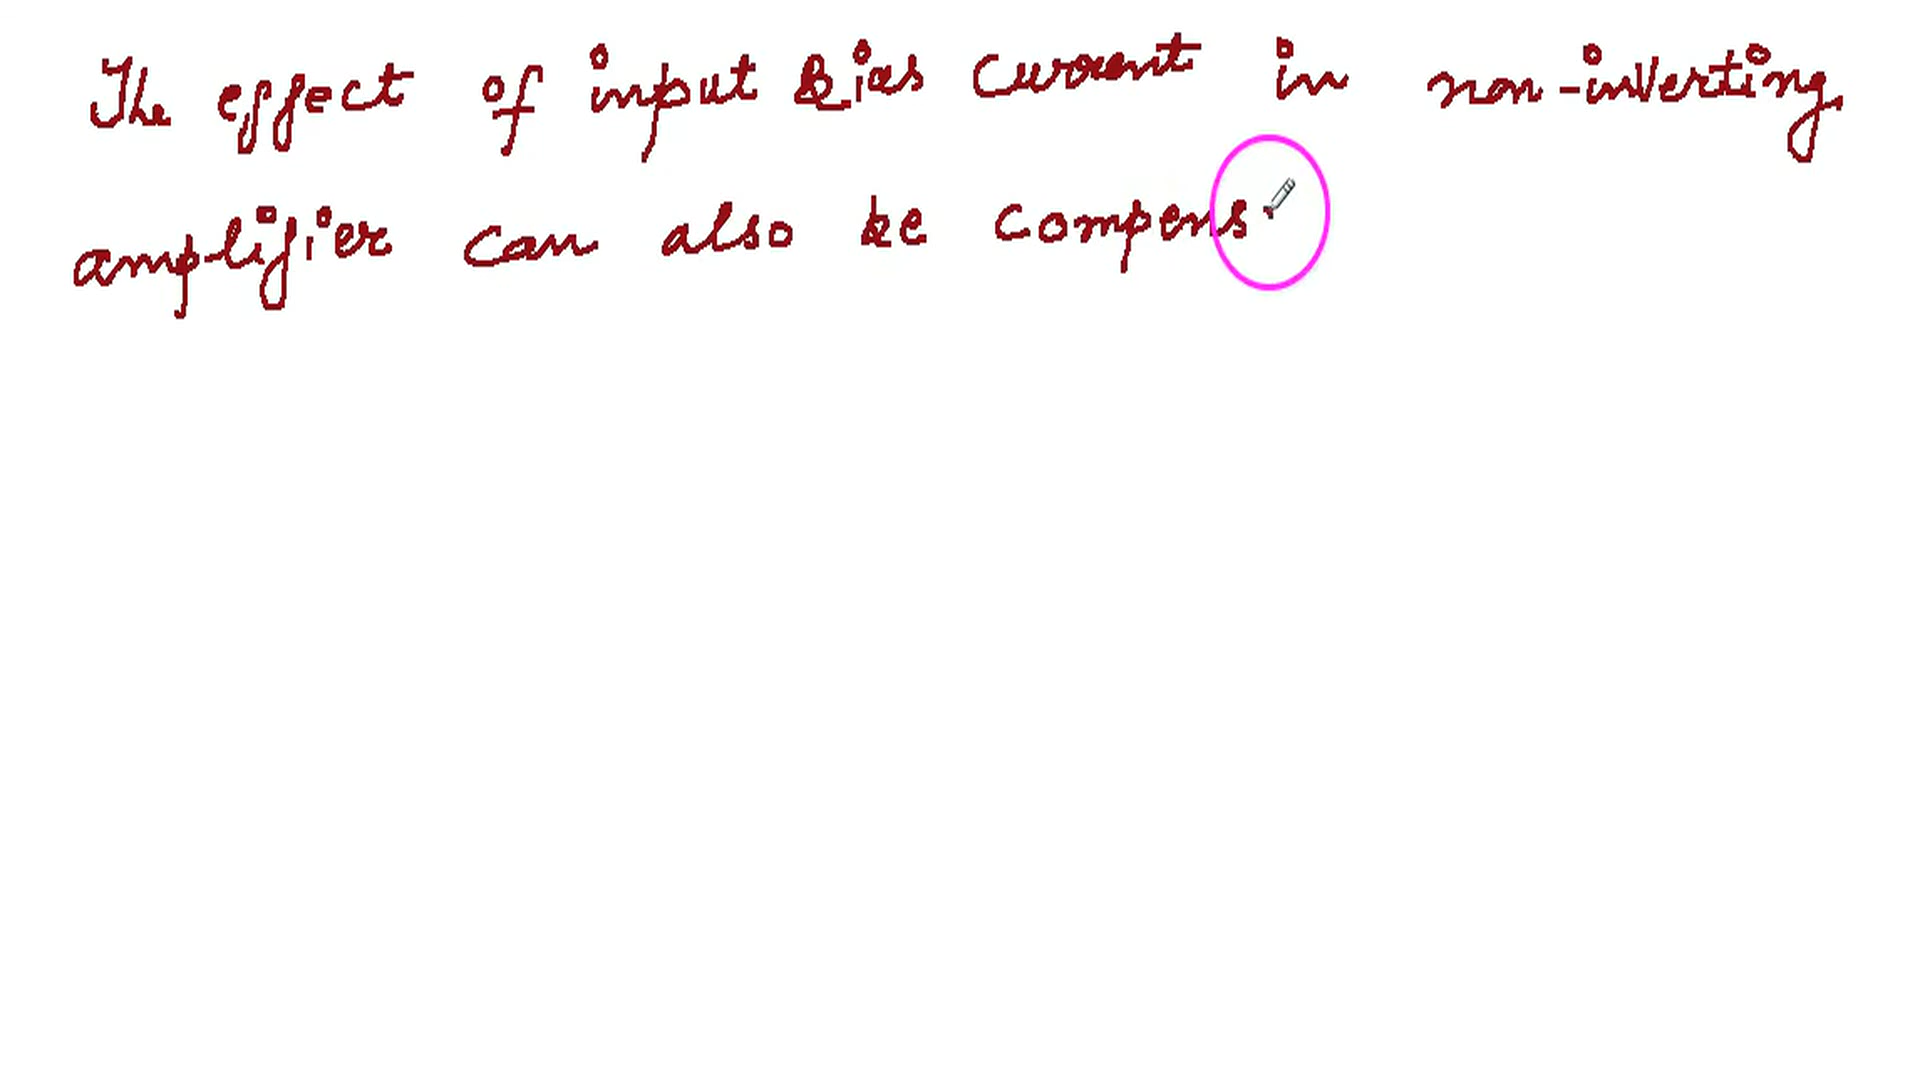 The effect of input Bias current in non-inverting
amplifier can also be compens